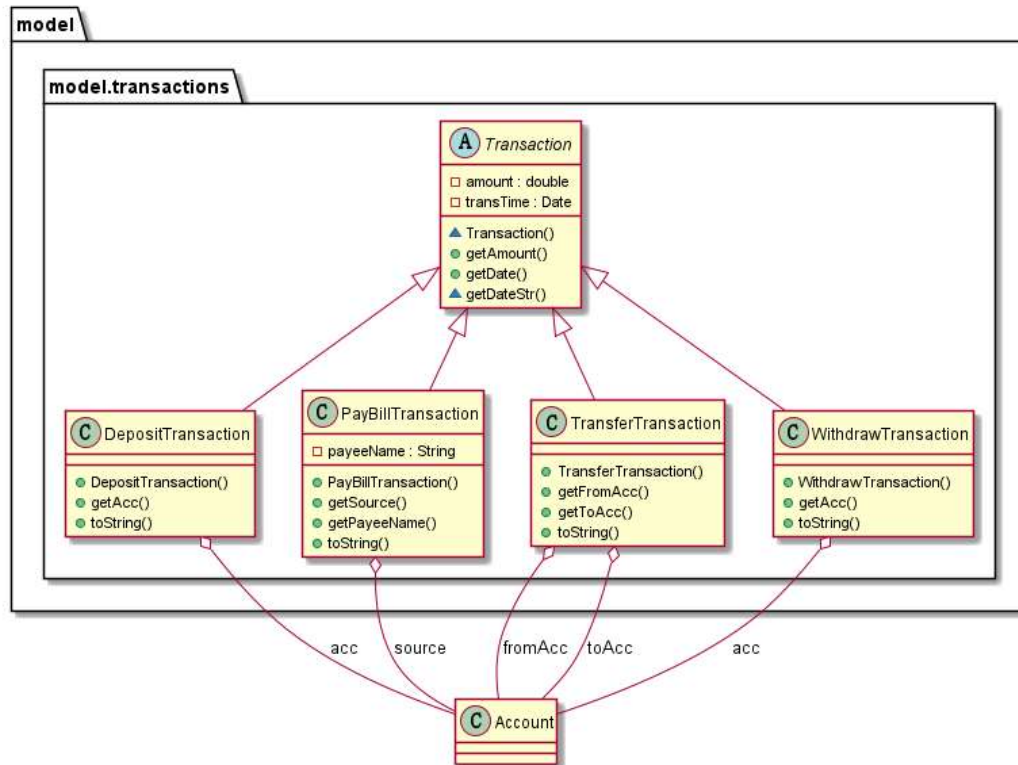 model
model.transactions
A Transaction
amount : double
transTime : Date
Transaction()
getAmount()
getDate()
getDateStr()
C DepositTransaction
DepositTransaction()
getAcc()
toString()
C PayBillTransaction
payeeName : String
PayBillTransaction()
getSource()
getPayeeName()
toString()
C TransferTransaction
TransferTransaction()
getFromAcc()
getToAcc()
toString()
C WithdrawTransaction
WithdrawTransaction()
getAcc()
toString()
acc
source
fromAcc
toAcc
acc
C Account